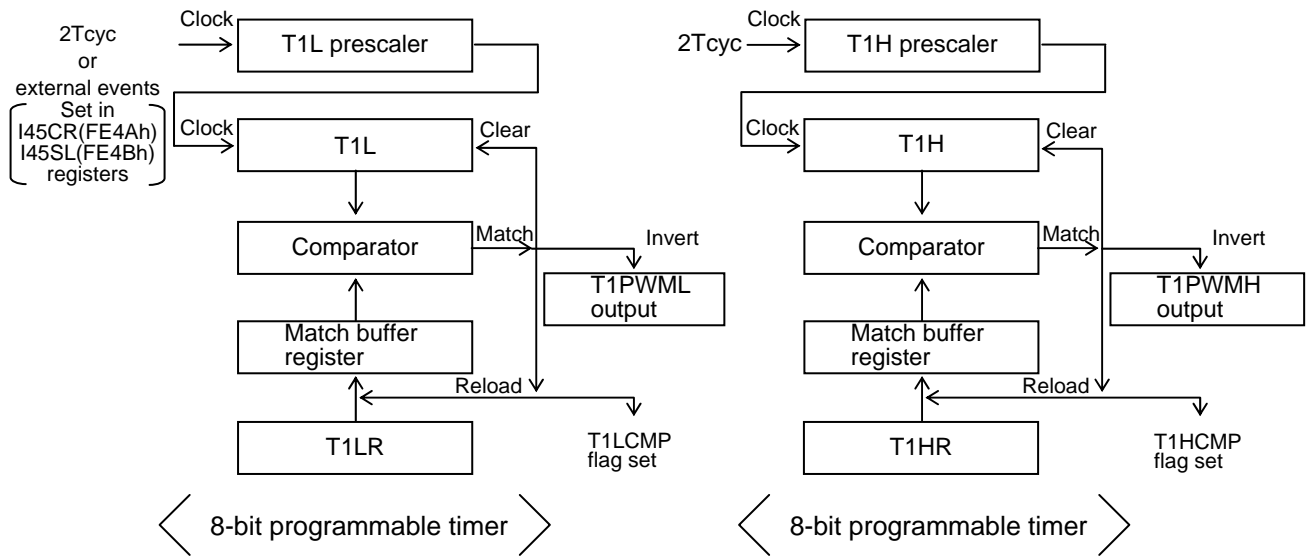 Clock
2Tcyc
T1L prescaler
or
external events
Set in
I45CR(FE4Ah)
I45SL(FE4Bh)
registers
Clock
T1L
Clear
Comparator
Match
Invert
T1PWML
output
Match buffer
register
Reload
T1LR
T1LCMP
flag set
8-bit programmable timer
Clock
2Tcyc
T1H prescaler
Clock
T1H
Clear
Comparator
Match
Invert
T1PWMH
output
Match buffer
register
Reload
T1HR
T1HCMP
flag set
8-bit programmable timer